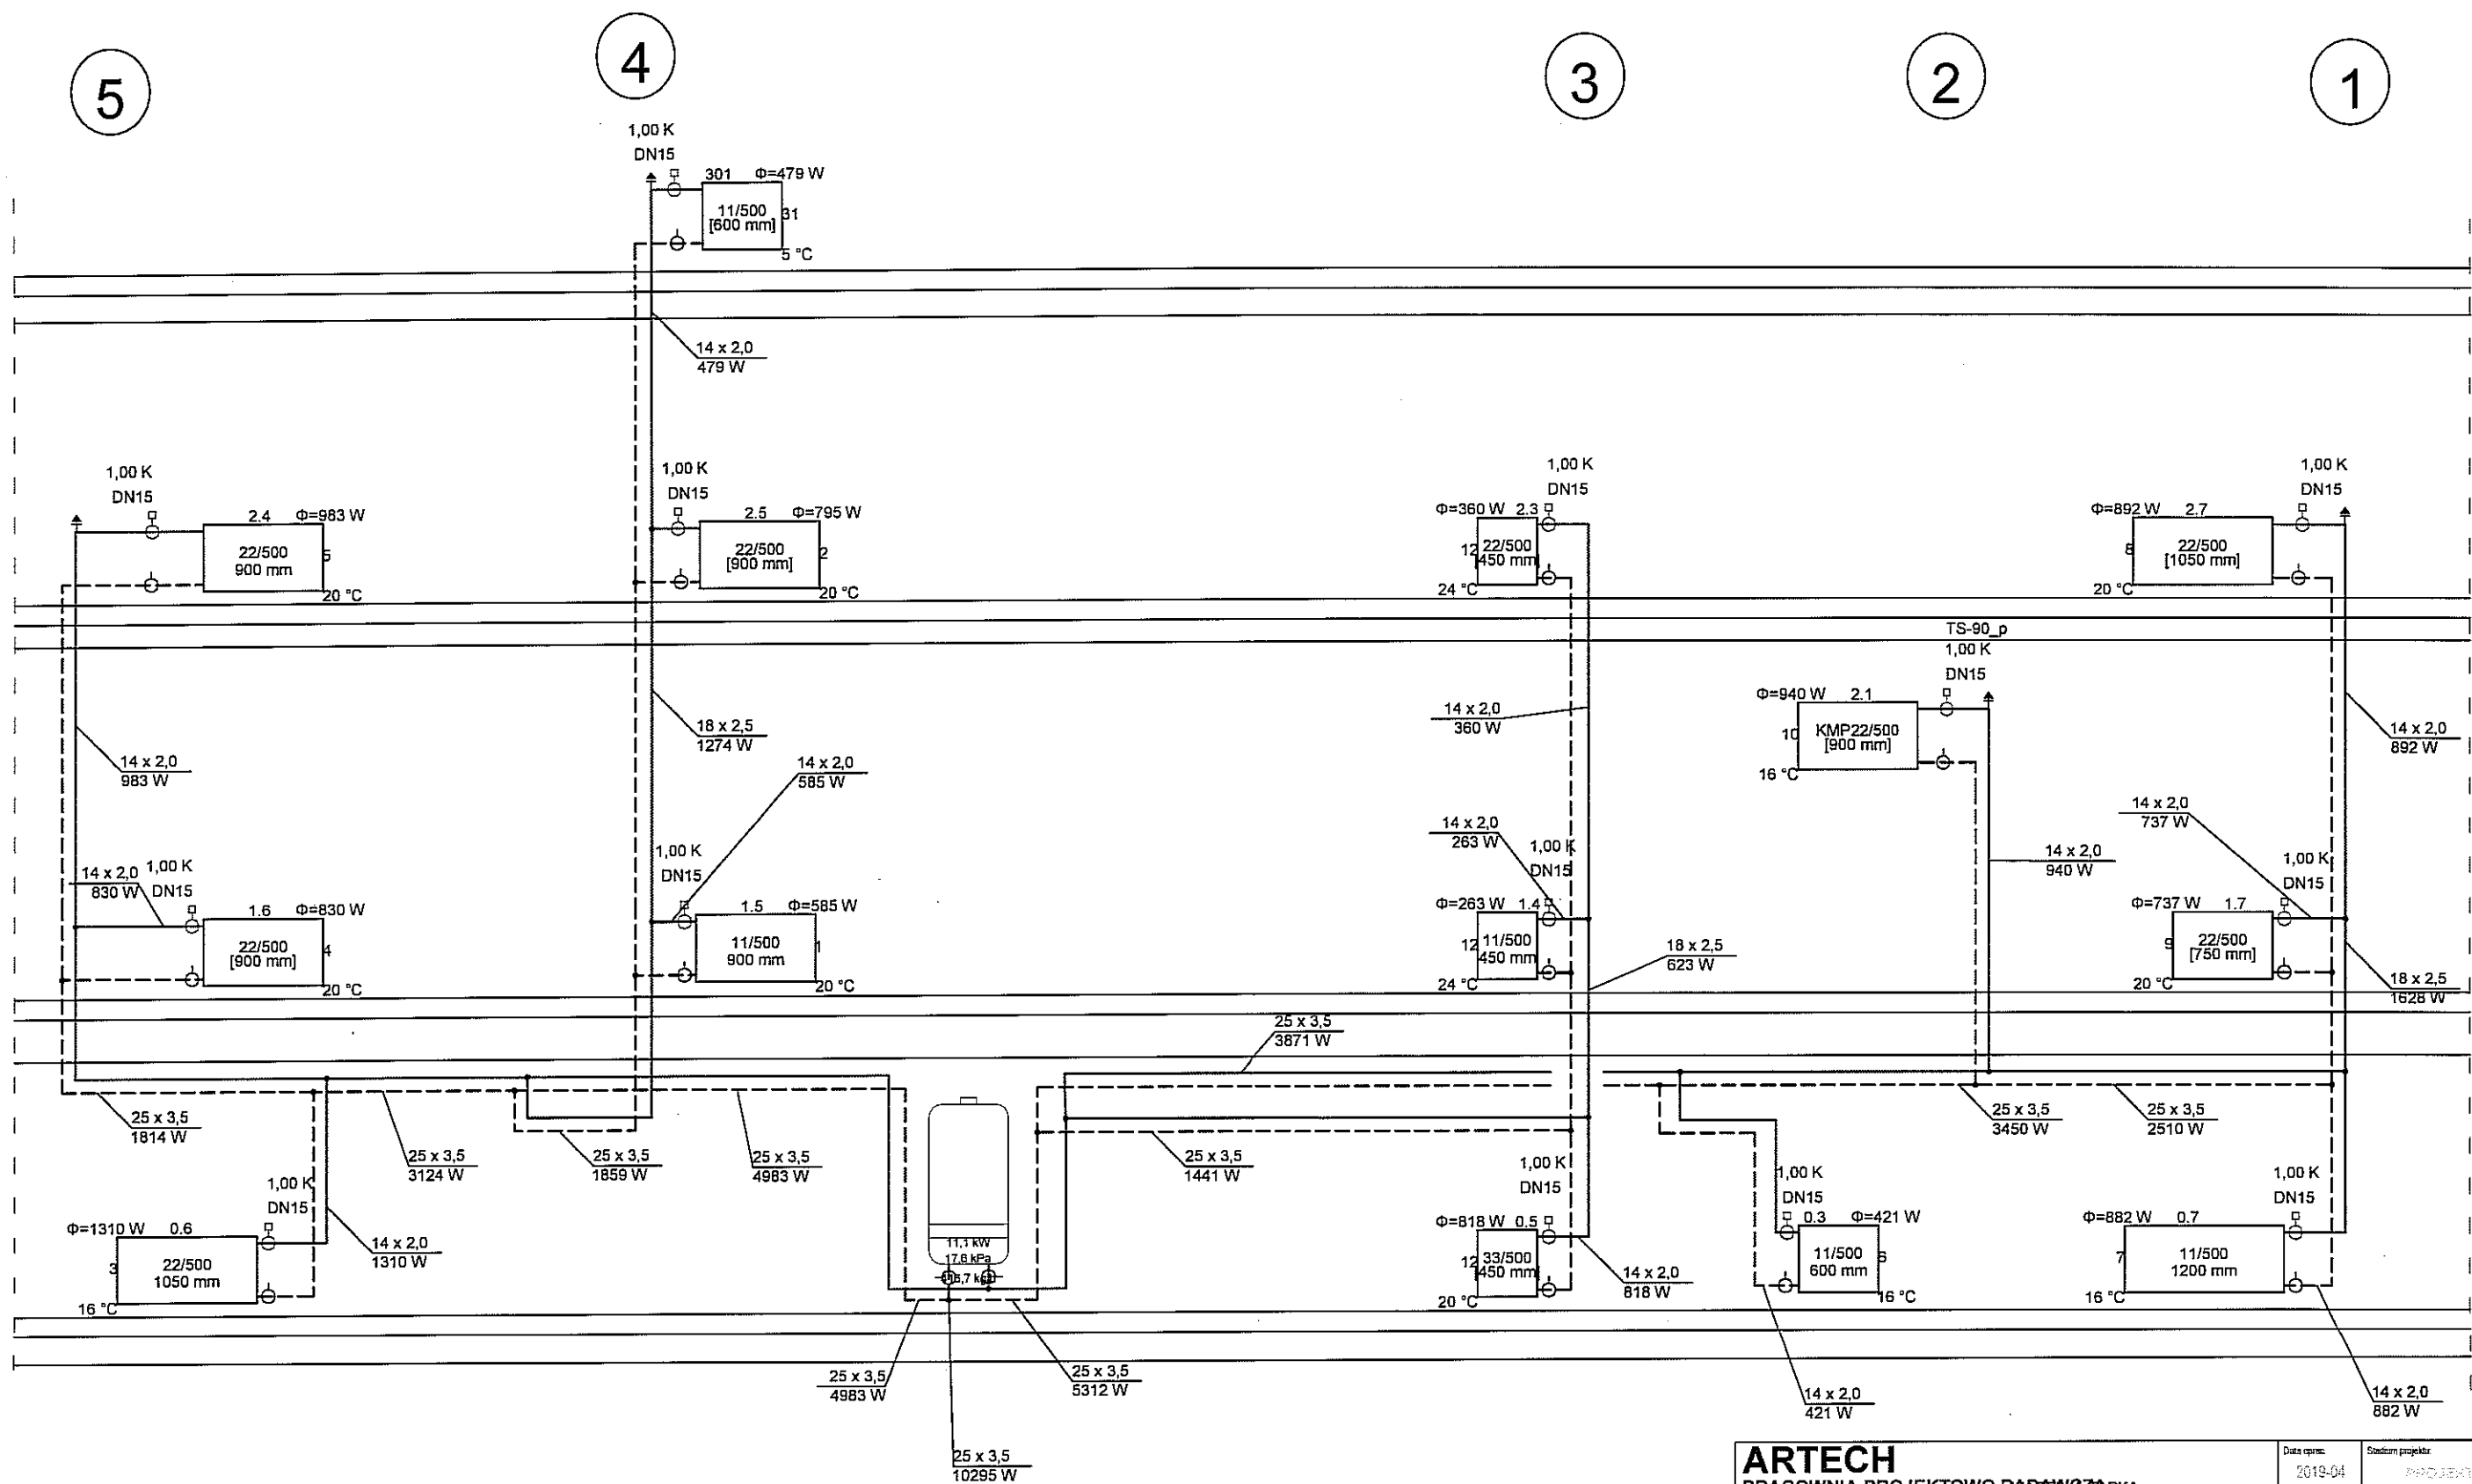 5
4
3
2
1
1,00 K
DN15
301 Φ=479 W
11/500
[600 mm]
31
5 °C
14 x 2,0
479 W
1,00 K
DN15
2.4 Φ=983 W
22/500
900 mm
5
20 °C
1,00 K
DN15
2.5 Φ=795 W
22/500
[900 mm]
2
20 °C
1,00 K
DN15
Φ=360 W 2.3
12
22/500
[450 mm]
24 °C
1,00 K
DN15
Φ=892 W 2.7
8
22/500
[1050 mm]
20 °C
TS-90_p
1,00 K
DN15
Φ=940 W 2.1
10
KMP22/500
[900 mm]
16 °C
14 x 2,0
983 W
18 x 2,5
1274 W
14 x 2,0
585 W
14 x 2,0
360 W
14 x 2,0
892 W
14 x 2,0
263 W
14 x 2,0
737 W
14 x 2,0
940 W
14 x 2,0
830 W
1,00 K
DN15
1.6 Φ=830 W
22/500
[900 mm]
4
20 °C
1,00 K
DN15
1.5 Φ=585 W
11/500
900 mm
1
20 °C
1,00 K
DN15
Φ=263 W 1.4
12
11/500
450 mm
24 °C
18 x 2,5
623 W
1,00 K
DN15
Φ=737 W 1.7
9
22/500
[750 mm]
20 °C
18 x 2,5
1628 W
25 x 3,5
3871 W
25 x 3,5
1814 W
25 x 3,5
3124 W
25 x 3,5
1859 W
25 x 3,5
4983 W
25 x 3,5
1441 W
25 x 3,5
3450 W
25 x 3,5
2510 W
1,00 K
DN15
Φ=1310 W 0.6
3
22/500
1050 mm
16 °C
14 x 2,0
1310 W
11,1 kW
17,6 kPa
1,00 K
DN15
Φ=818 W 0.5
12
33/500
[450 mm]
20 °C
14 x 2,0
818 W
1,00 K
DN15
0.3 Φ=421 W
11/500
600 mm
6
16 °C
1,00 K
DN15
Φ=882 W 0.7
7
11/500
1200 mm
16 °C
25 x 3,5
4983 W
25 x 3,5
5312 W
25 x 3,5
10295 W
14 x 2,0
421 W
14 x 2,0
882 W
ARTECH
PRACOWNIA PROJEKTOWO BADAWCZA
Data oprac.
2019-04
Stadium projektu:
PROJEKT